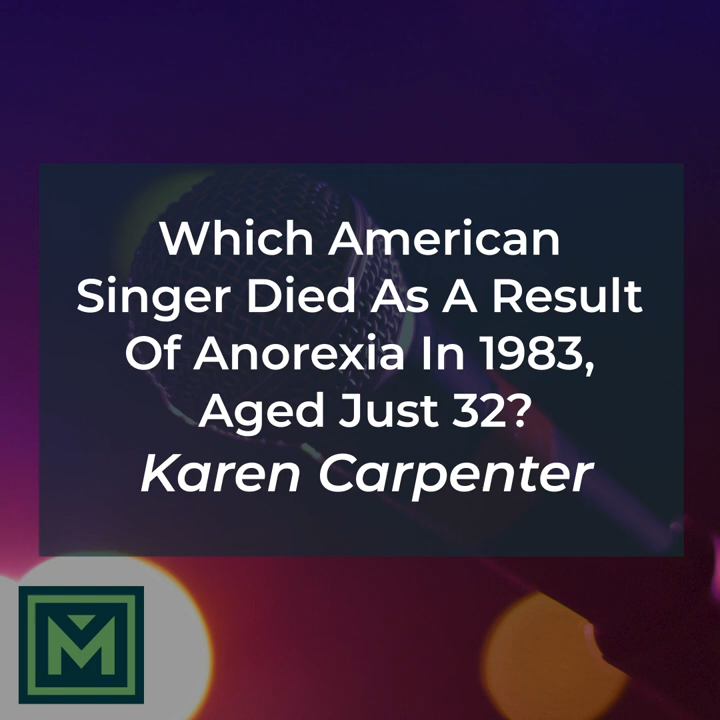 Which American
Singer Died As A Result
Of Anorexia In 1983,
Aged Just 32?
Karen Carpenter
M